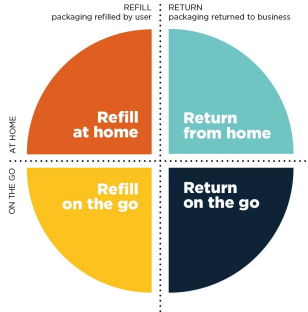 REFILL
packaging refilled by user
RETURN
packaging returned to business
AT HOME
Refill
at home
Return
from home
ON THE GO
Refill
on the go
Return
on the go